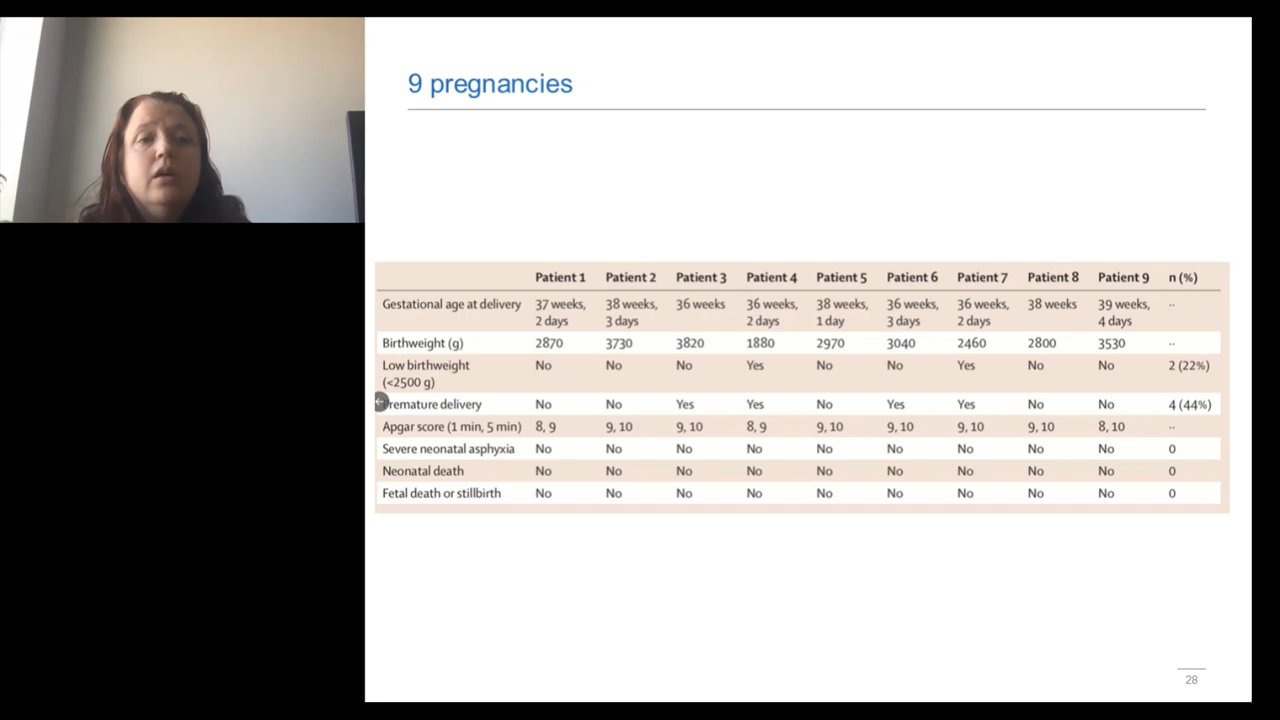 9 pregnancies
Patient 1 Patient 2 Patient 3 Patient 4 Patient 5 Patient 6 Patient 7 Patient 8 Patient 9 n (%)
Gestational age at delivery 37 weeks, 38 weeks, 36 weeks 36 weeks, 38 weeks, 36 weeks, 36 weeks, 38 weeks 39 weeks, ..
2 days 3 days 2 days 1 day 3 days 2 days 4 days
Birthweight (g) 2870 3730 3820 1880 2970 3040 2460 2800 3530 ..
Low birthweight No No No Yes No No Yes No No 2 (22%)
(<2500 g)
Premature delivery No No Yes Yes No Yes Yes No No 4 (44%)
Apgar score (1 min, 5 min) 8, 9 9, 10 9, 10 8, 9 9, 10 9, 10 9, 10 9, 10 8, 10 ..
Severe neonatal asphyxia No No No No No No No No No 0
Neonatal death No No No No No No No No No 0
Fetal death or stillbirth No No No No No No No No No 0
28